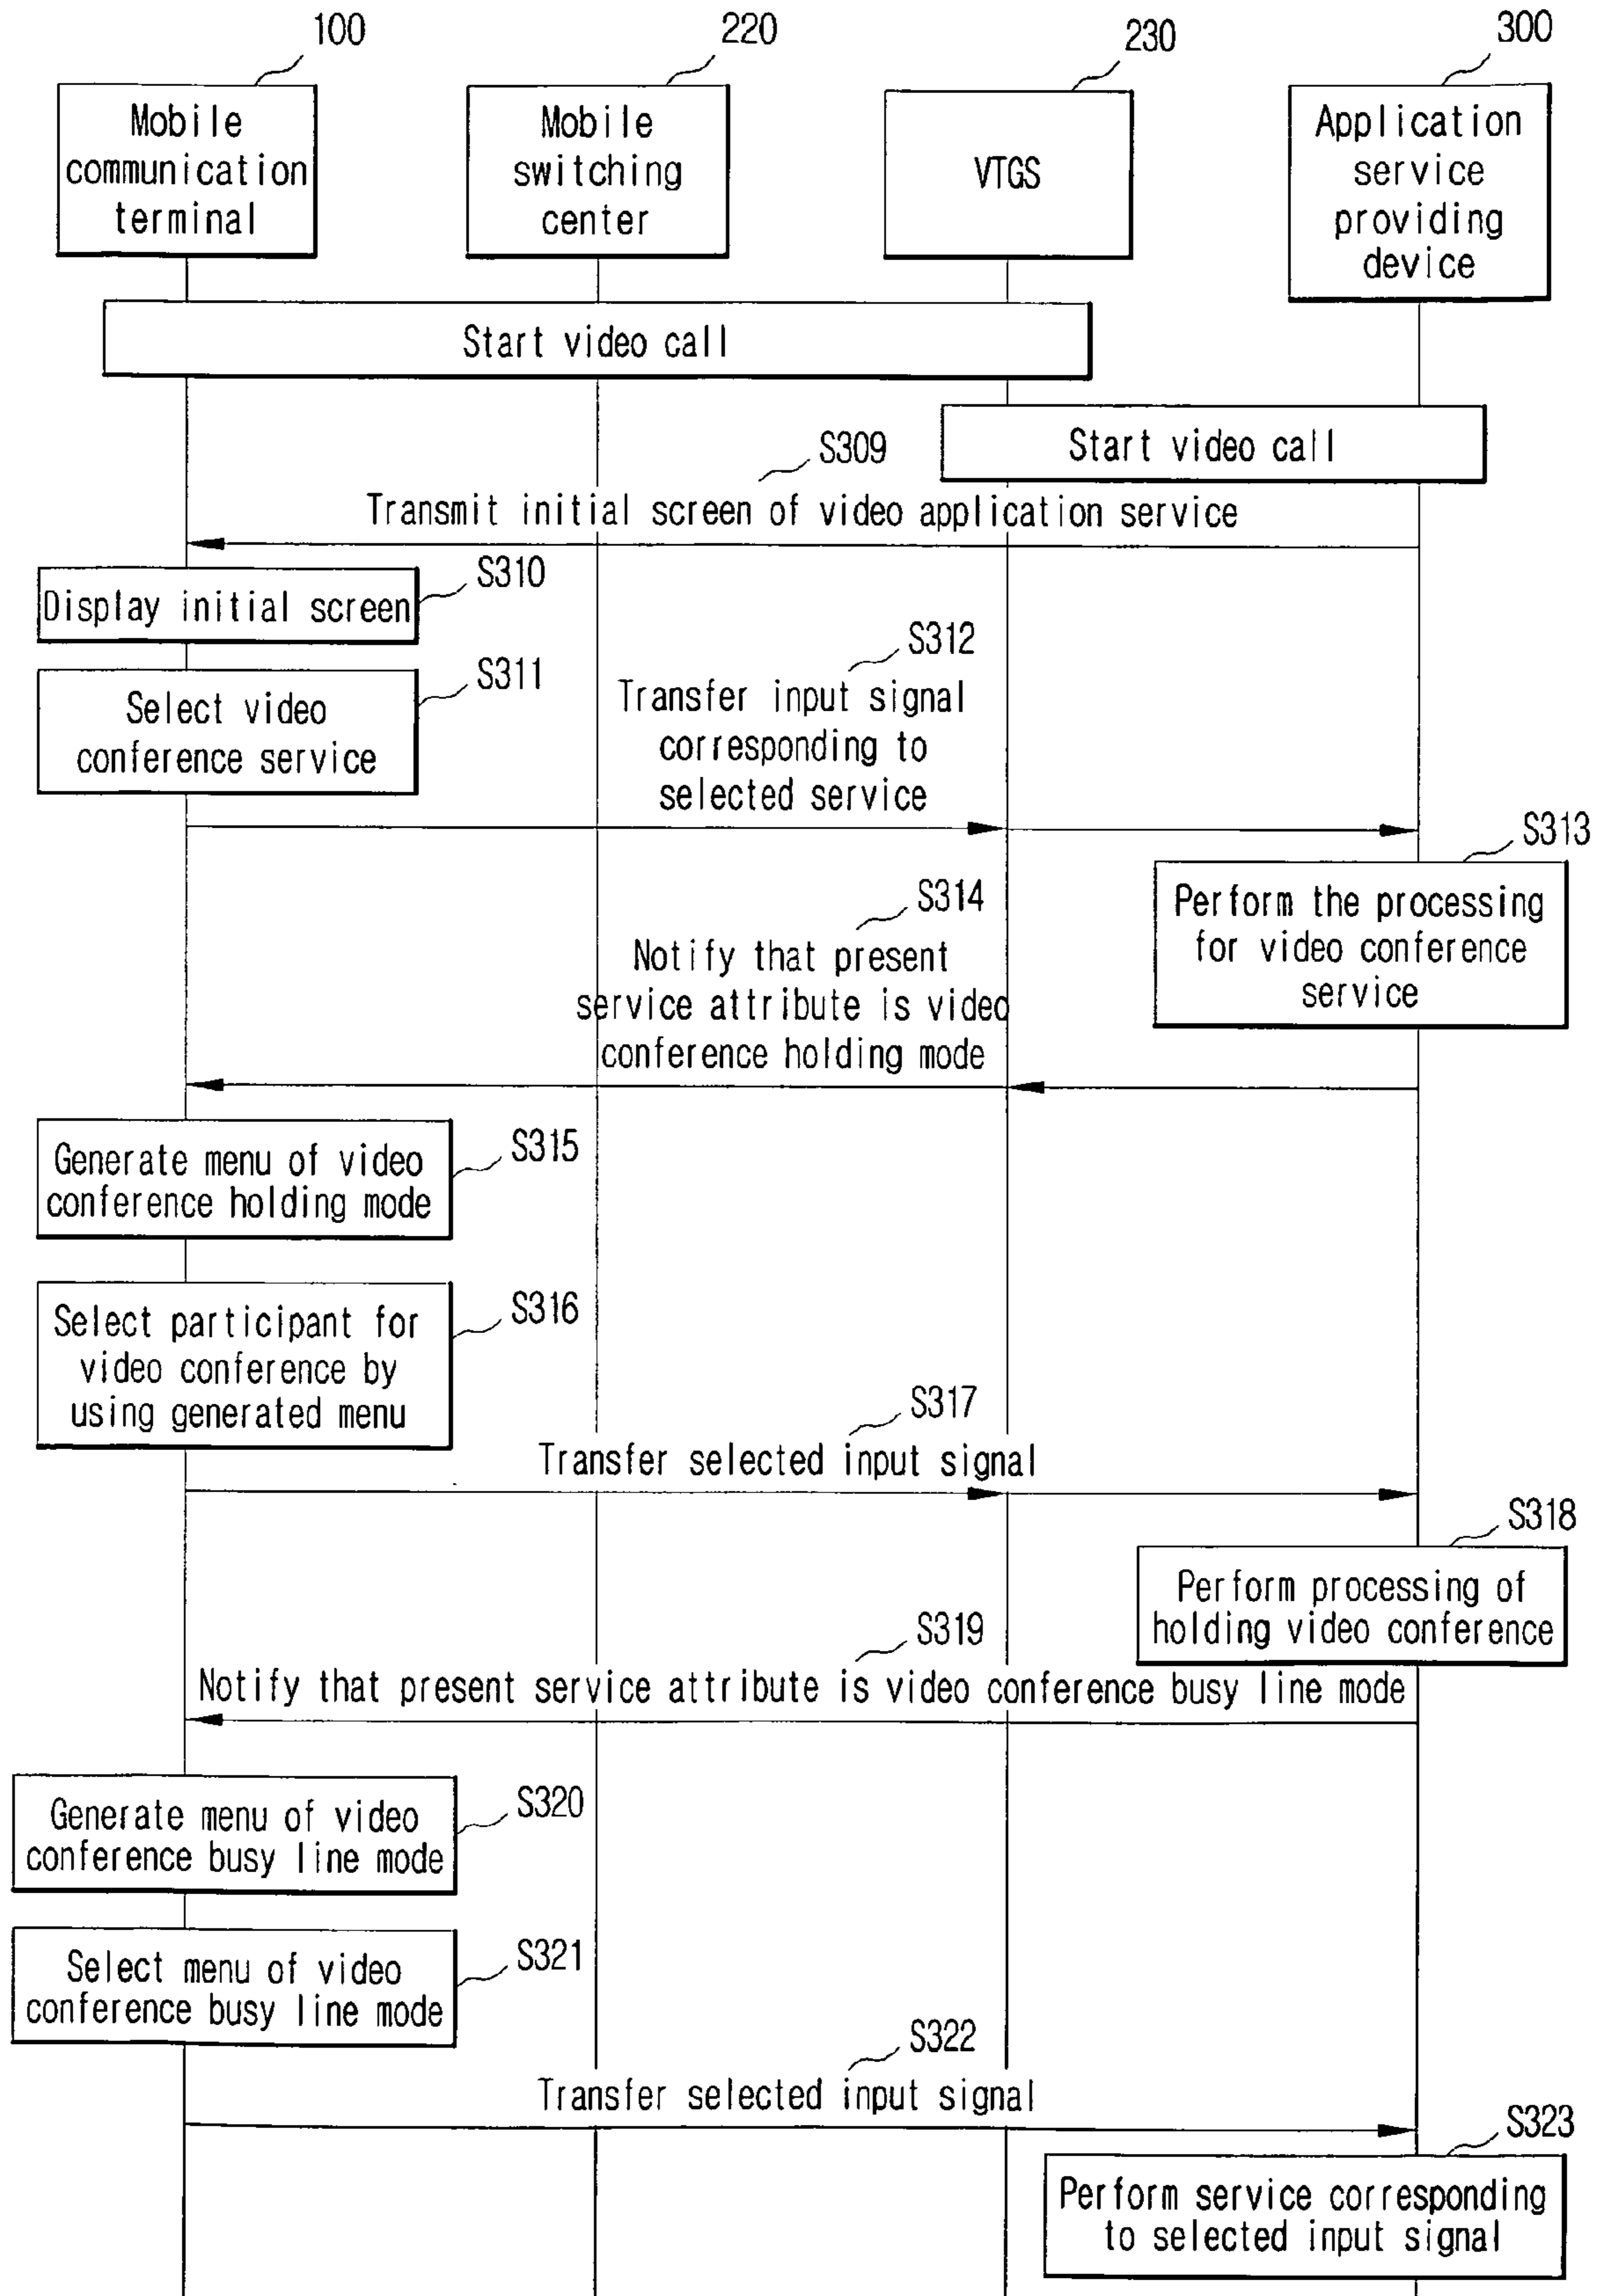 100
220
230
300
Mobile
communication
terminal
Mobile
switching
center
VTGS
Application
service
providing
device
Start video call
Start video call
S309
Transmit initial screen of video application service
Display initial screen
S310
Select video
conference service
S311
S312
Transfer input signal
corresponding to
selected service
S313
Perform the processing
for video conference
service
S314
Notify that present
service attribute is video
conference holding mode
Generate menu of video
conference holding mode
S315
Select participant for
video conference by
using generated menu
S316
S317
Transfer selected input signal
S318
Perform processing of
holding video conference
S319
Notify that present service attribute is video conference busy line mode
Generate menu of video
conference busy line mode
S320
Select menu of video
conference busy line mode
S321
S322
Transfer selected input signal
S323
Perform service corresponding
to selected input signal